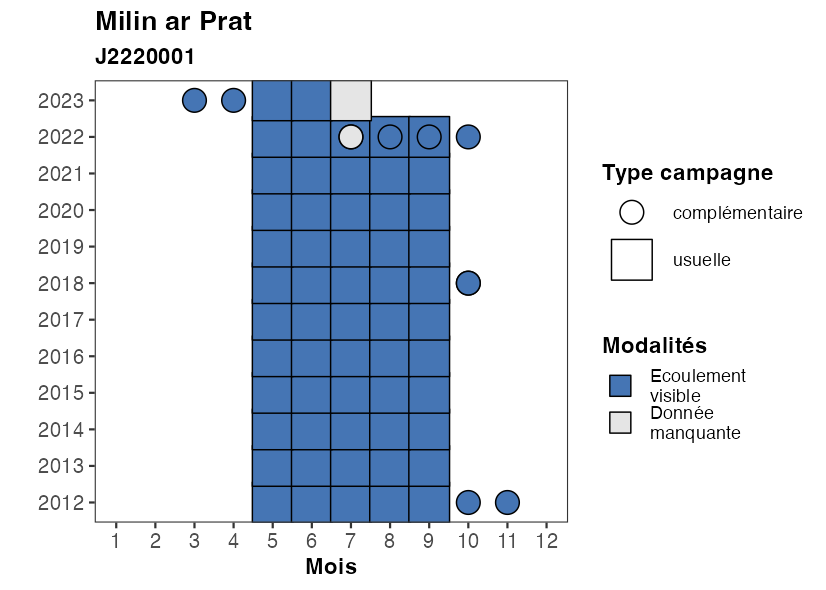 Milin ar Prat
J2220001
2023
2022
2021
2020
2019
2018
2017
2016
2015
2014
2013
2012
1 2 3 4 5 6 7 8 9 10 11 12
Mois
Type campagne
complémentaire
usuelle
Modalités
Ecoulement
visible
Donnée
manquante